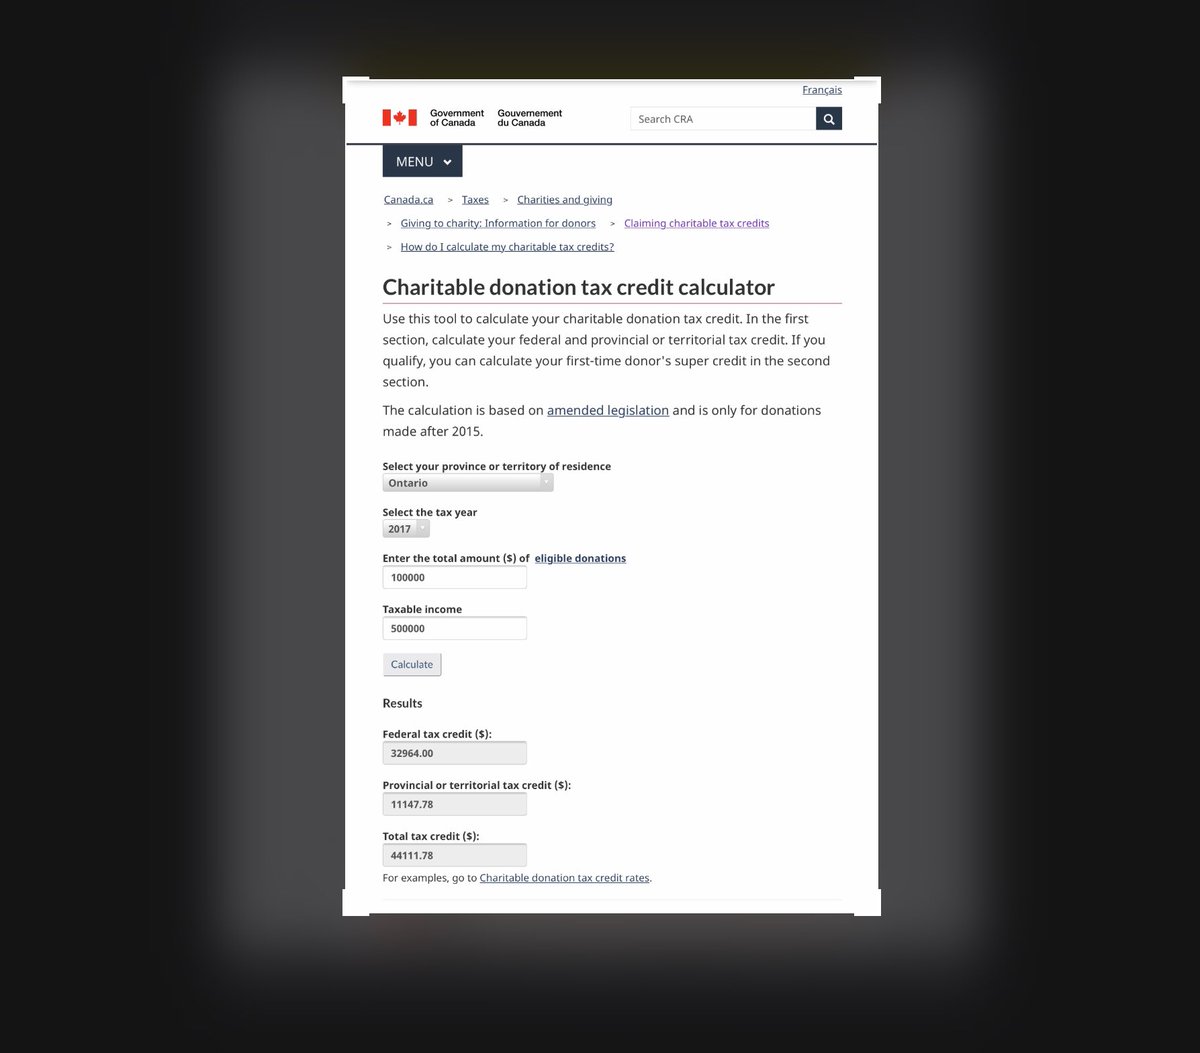 Français
Government of Canada
Gouvernement du Canada
Search CRA
MENU
Canada.ca > Taxes > Charities and giving
> Giving to charity: Information for donors > Claiming charitable tax credits
> How do I calculate my charitable tax credits?
Charitable donation tax credit calculator
Use this tool to calculate your charitable donation tax credit. In the first
section, calculate your federal and provincial or territorial tax credit. If you
qualify, you can calculate your first-time donor's super credit in the second
section.
The calculation is based on amended legislation and is only for donations
made after 2015.
Select your province or territory of residence
Ontario
Select the tax year
2017
Enter the total amount ($) of eligible donations
100000
Taxable income
500000
Calculate
Results
Federal tax credit ($):
32964.00
Provincial or territorial tax credit ($):
11147.78
Total tax credit ($):
44111.78
For examples, go to Charitable donation tax credit rates.